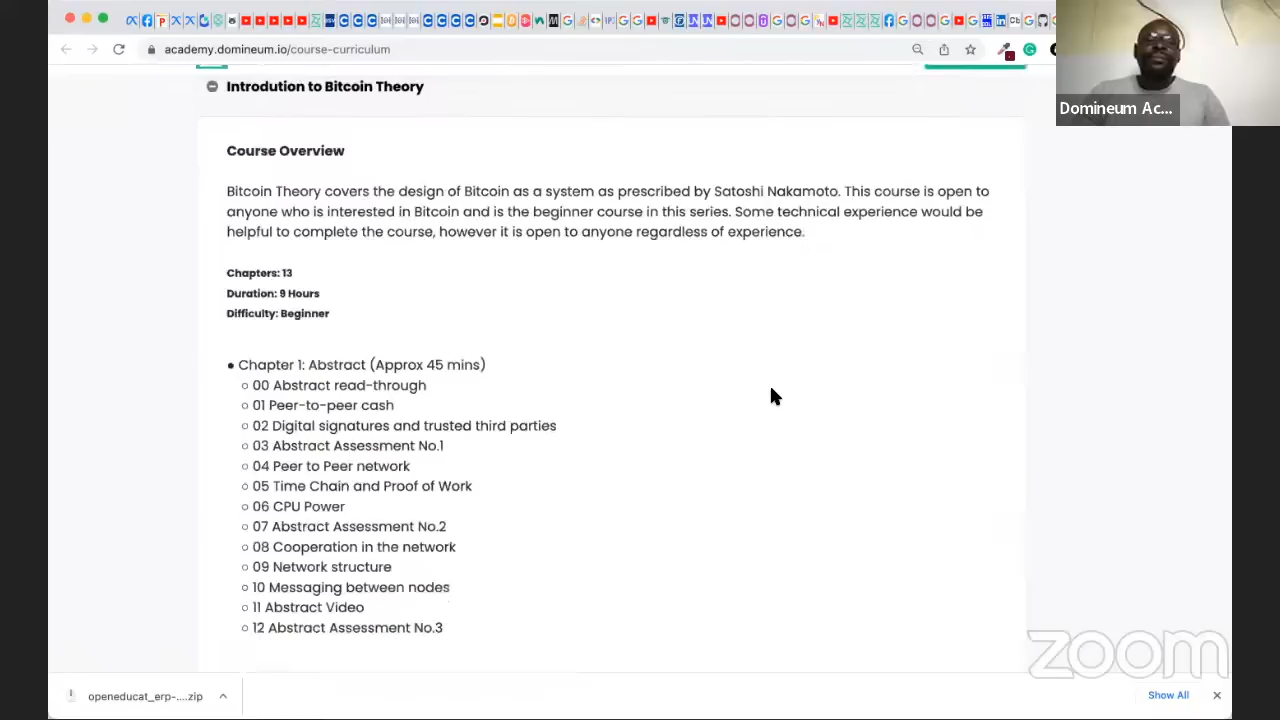 academy.domineum.io/course-curriculum
Domineum Ac...
Introdution to Bitcoin Theory
Course Overview
Bitcoin Theory covers the design of Bitcoin as a system as prescribed by Satoshi Nakamoto. This course is open to
anyone who is interested in Bitcoin and is the beginner course in this series. Some technical experience would be
helpful to complete the course, however it is open to anyone regardless of experience.
Chapters: 13
Duration: 9 Hours
Difficulty: Beginner
● Chapter 1: Abstract (Approx 45 mins)
○ 00 Abstract read-through
○ 01 Peer-to-peer cash
○ 02 Digital signatures and trusted third parties
○ 03 Abstract Assessment No.1
○ 04 Peer to Peer network
○ 05 Time Chain and Proof of Work
○ 06 CPU Power
○ 07 Abstract Assessment No.2
○ 08 Cooperation in the network
○ 09 Network structure
○ 10 Messaging between nodes
○ 11 Abstract Video
○ 12 Abstract Assessment No.3
zoom
openeducat_erp-....zip
Show All